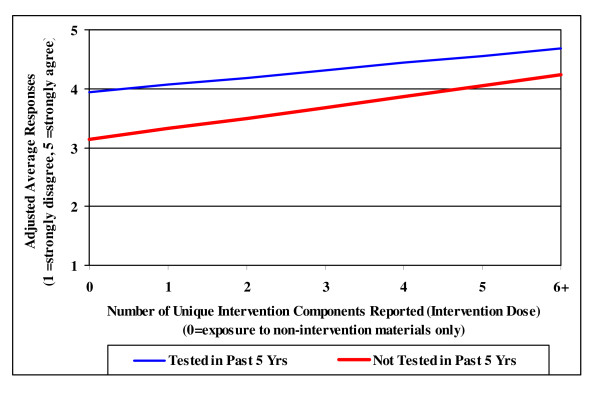 5
4
3
2
1
Adjusted Average Responses
(1 =strongly disagree, 5 =strongly agree)
0 1 2 3 4 5 6+
Number of Unique Intervention Components Reported (Intervention Dose)
(0=exposure to non-intervention materials only)
Tested in Past 5 Yrs Not Tested in Past 5 Yrs